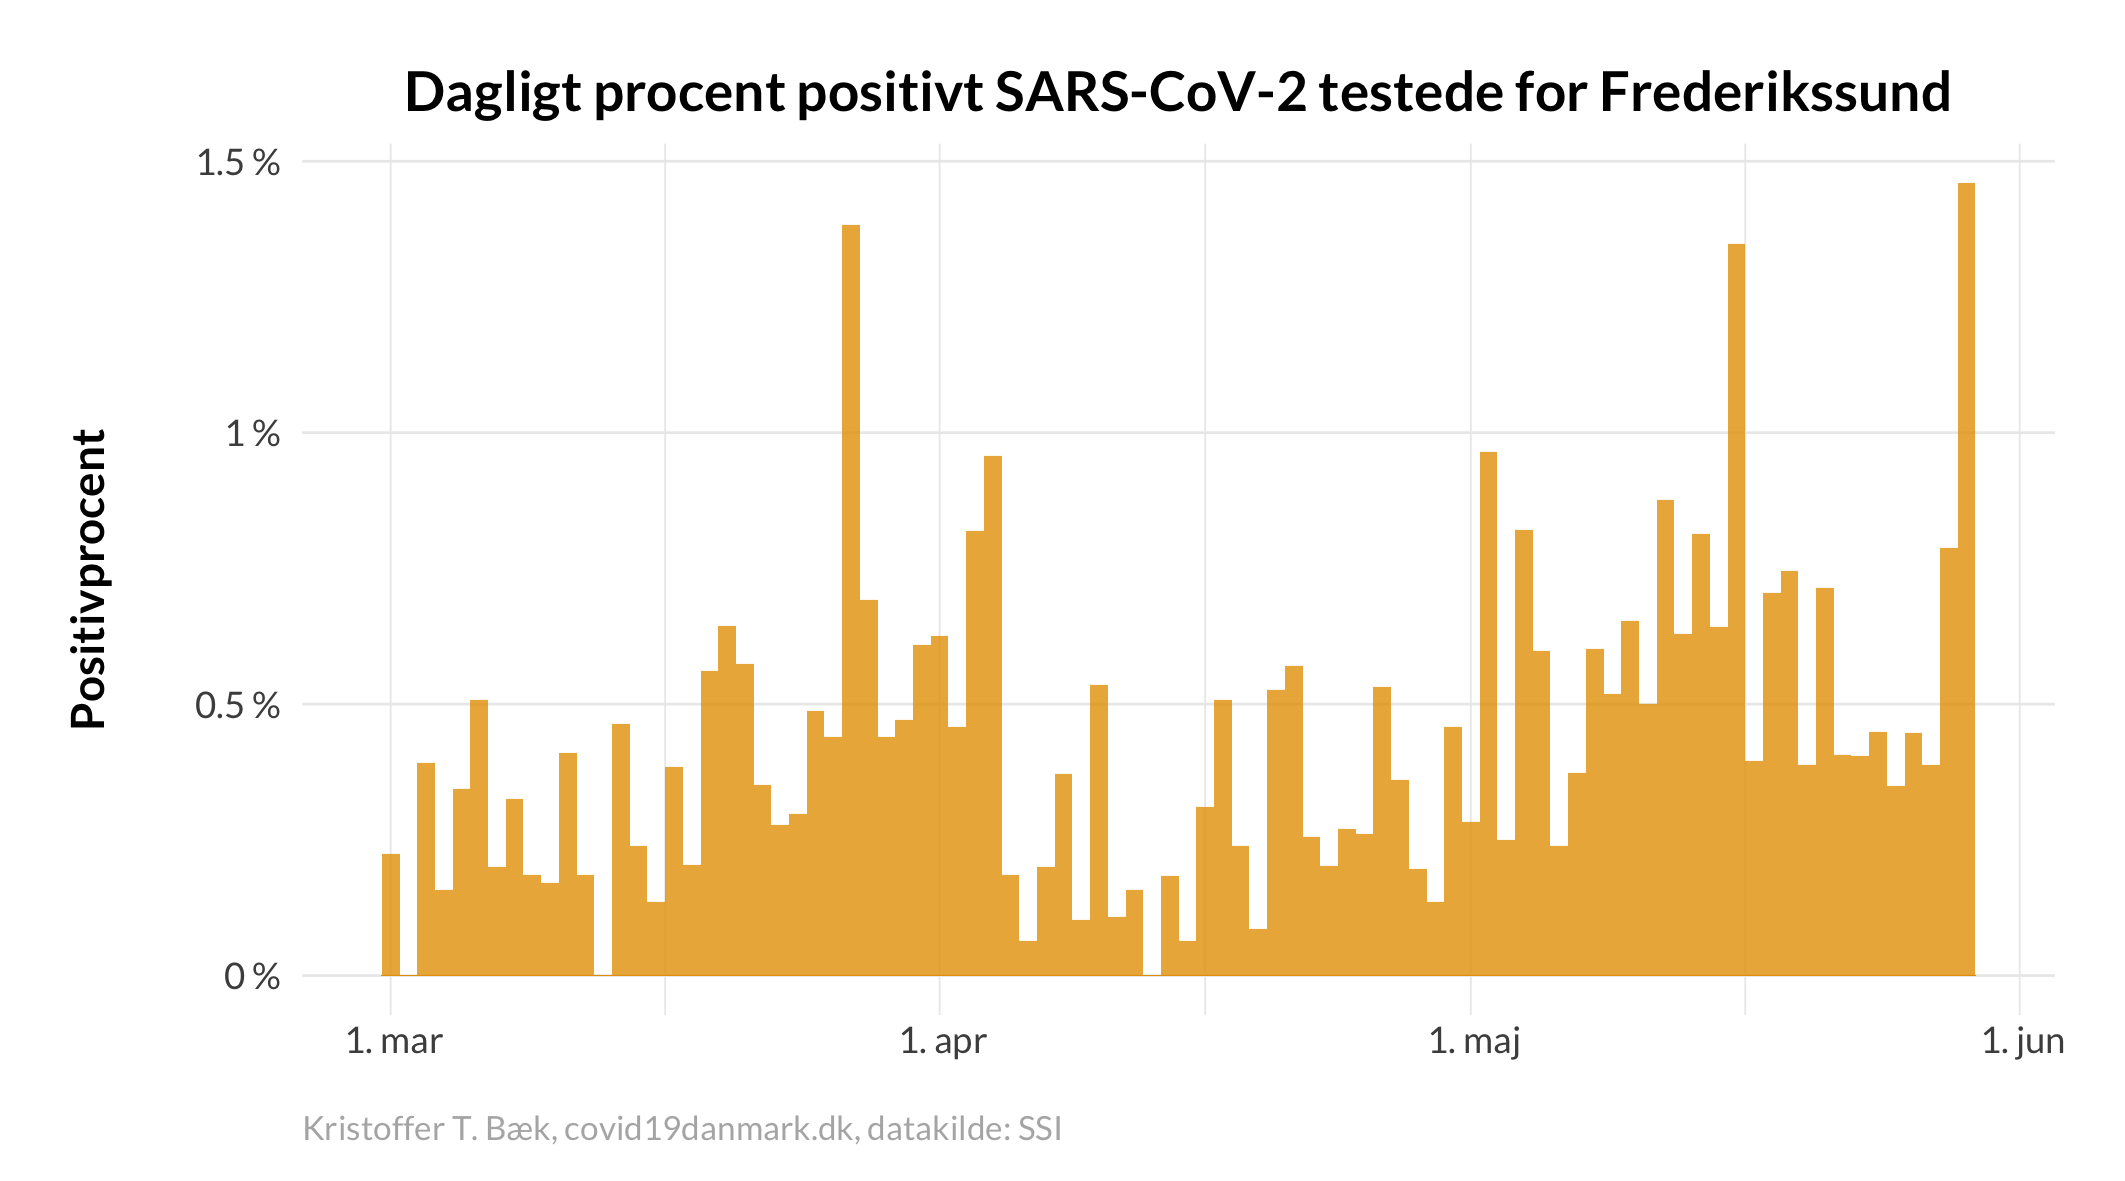 Dagligt procent positivt SARS-CoV-2 testede for Frederikssund
Positivprocent
1.5 %
1 %
0.5 %
0 %
1. mar
1. apr
1. maj
1. jun
Kristoffer T. Bæk, covid19danmark.dk, datakilde: SSI